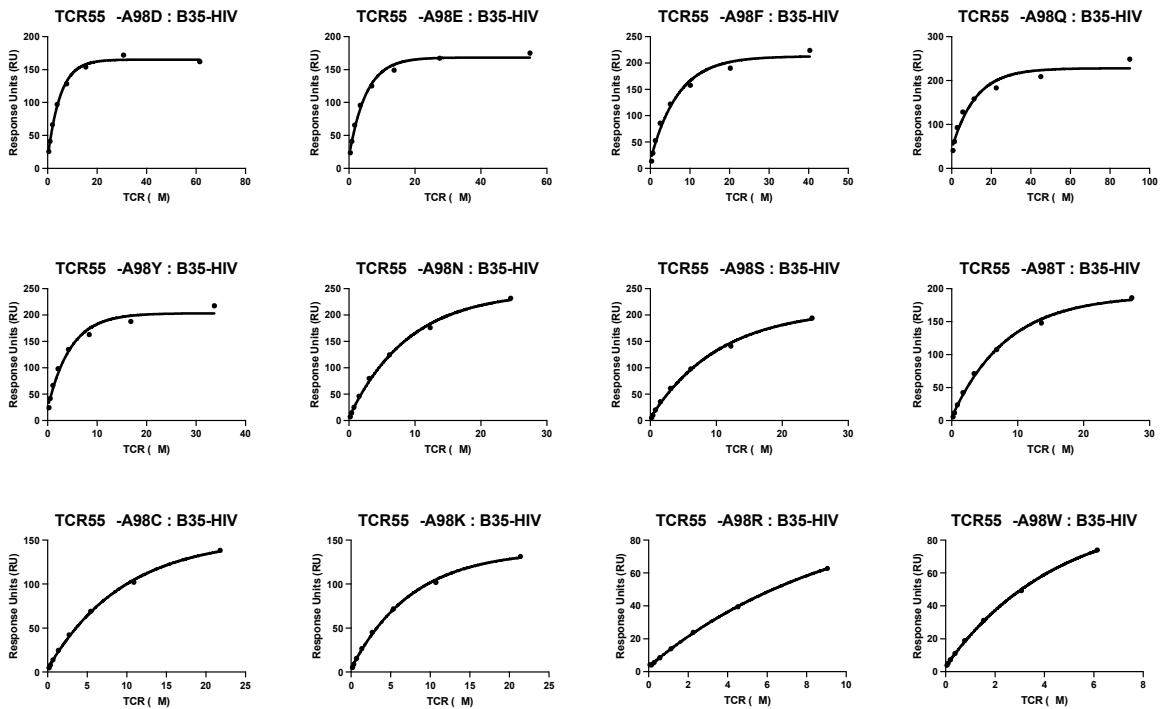 TCR55 -A98D : B35-HIV
TCR55 -A98E : B35-HIV
TCR55 -A98F : B35-HIV
TCR55 -A98Q : B35-HIV
Response Units (RU)
200
150
100
50
0
0 20 40 60 80
TCR ( M)
Response Units (RU)
200
150
100
50
0
0 20 40 60
TCR ( M)
Response Units (RU)
250
200
150
100
50
0
0 10 20 30 40 50
TCR ( M)
Response Units (RU)
300
200
100
0
0 20 40 60 80 100
TCR ( M)
TCR55 -A98Y : B35-HIV
TCR55 -A98N : B35-HIV
TCR55 -A98S : B35-HIV
TCR55 -A98T : B35-HIV
Response Units (RU)
250
200
150
100
50
0
0 10 20 30 40
TCR ( M)
Response Units (RU)
250
200
150
100
50
0
0 10 20 30
TCR ( M)
Response Units (RU)
250
200
150
100
50
0
0 10 20 30
TCR ( M)
Response Units (RU)
200
150
100
50
0
0 10 20 30
TCR ( M)
TCR55 -A98C : B35-HIV
TCR55 -A98K : B35-HIV
TCR55 -A98R : B35-HIV
TCR55 -A98W : B35-HIV
Response Units (RU)
150
100
50
0
0 5 10 15 20 25
TCR ( M)
Response Units (RU)
150
100
50
0
0 5 10 15 20 25
TCR ( M)
Response Units (RU)
80
60
40
20
0
0 2 4 6 8 10
TCR ( M)
Response Units (RU)
80
60
40
20
0
0 2 4 6 8
TCR ( M)